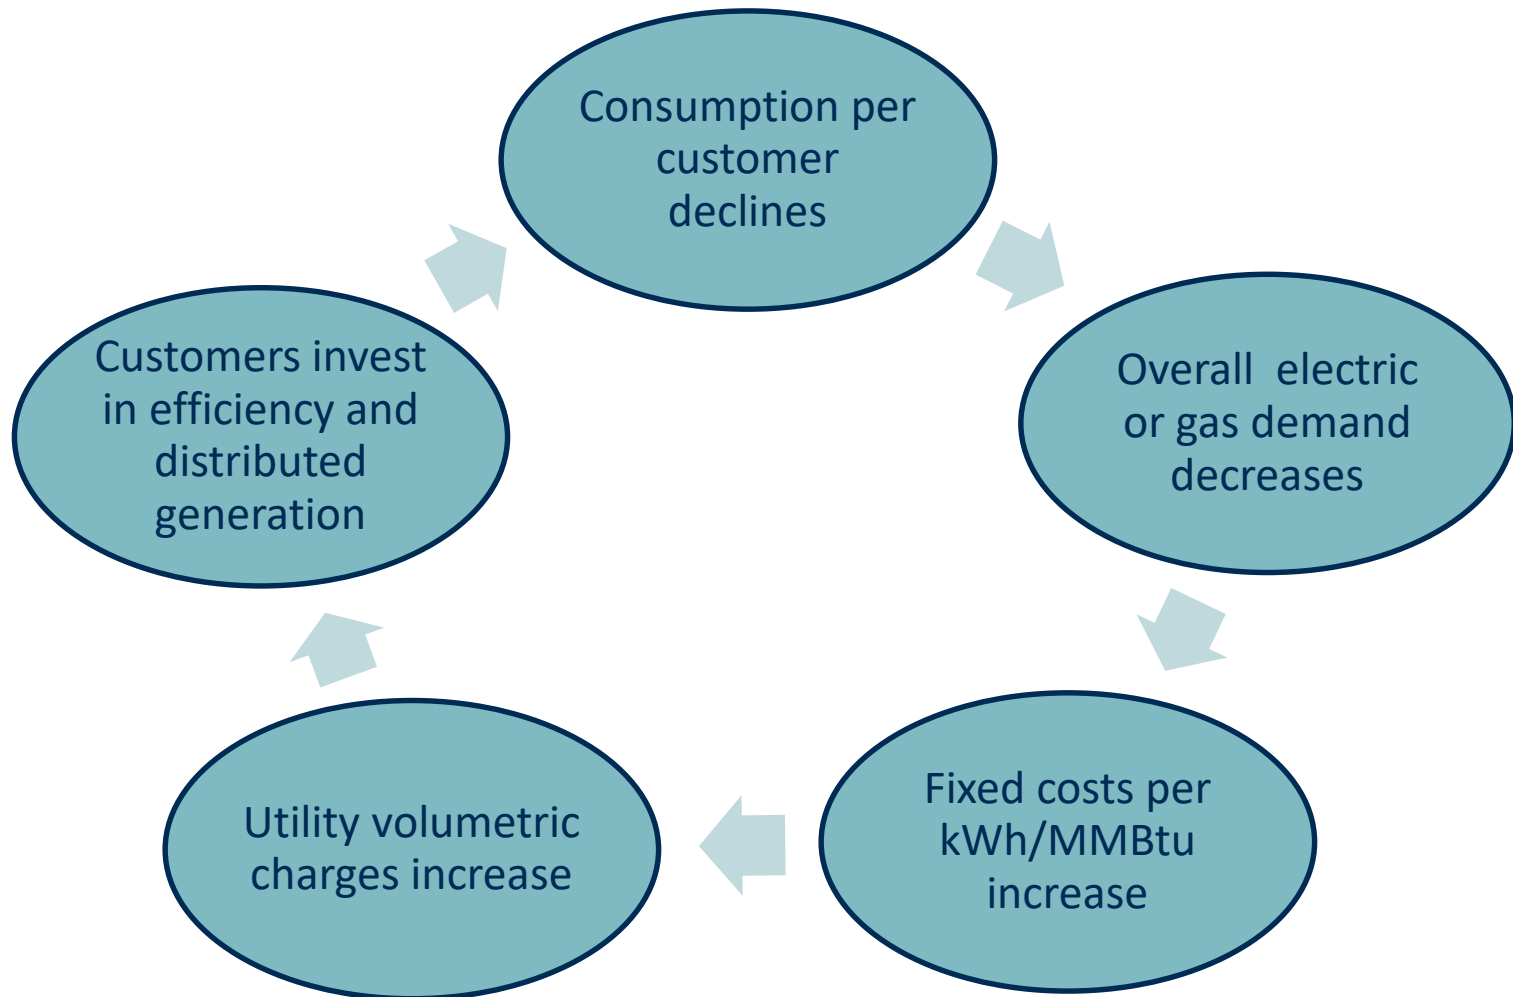 Consumption per
customer
declines
Overall  electric
or gas demand
decreases
Fixed costs per
kWh/MMBtu
increase
Utility volumetric
charges increase
Customers invest
in efficiency and
distributed
generation